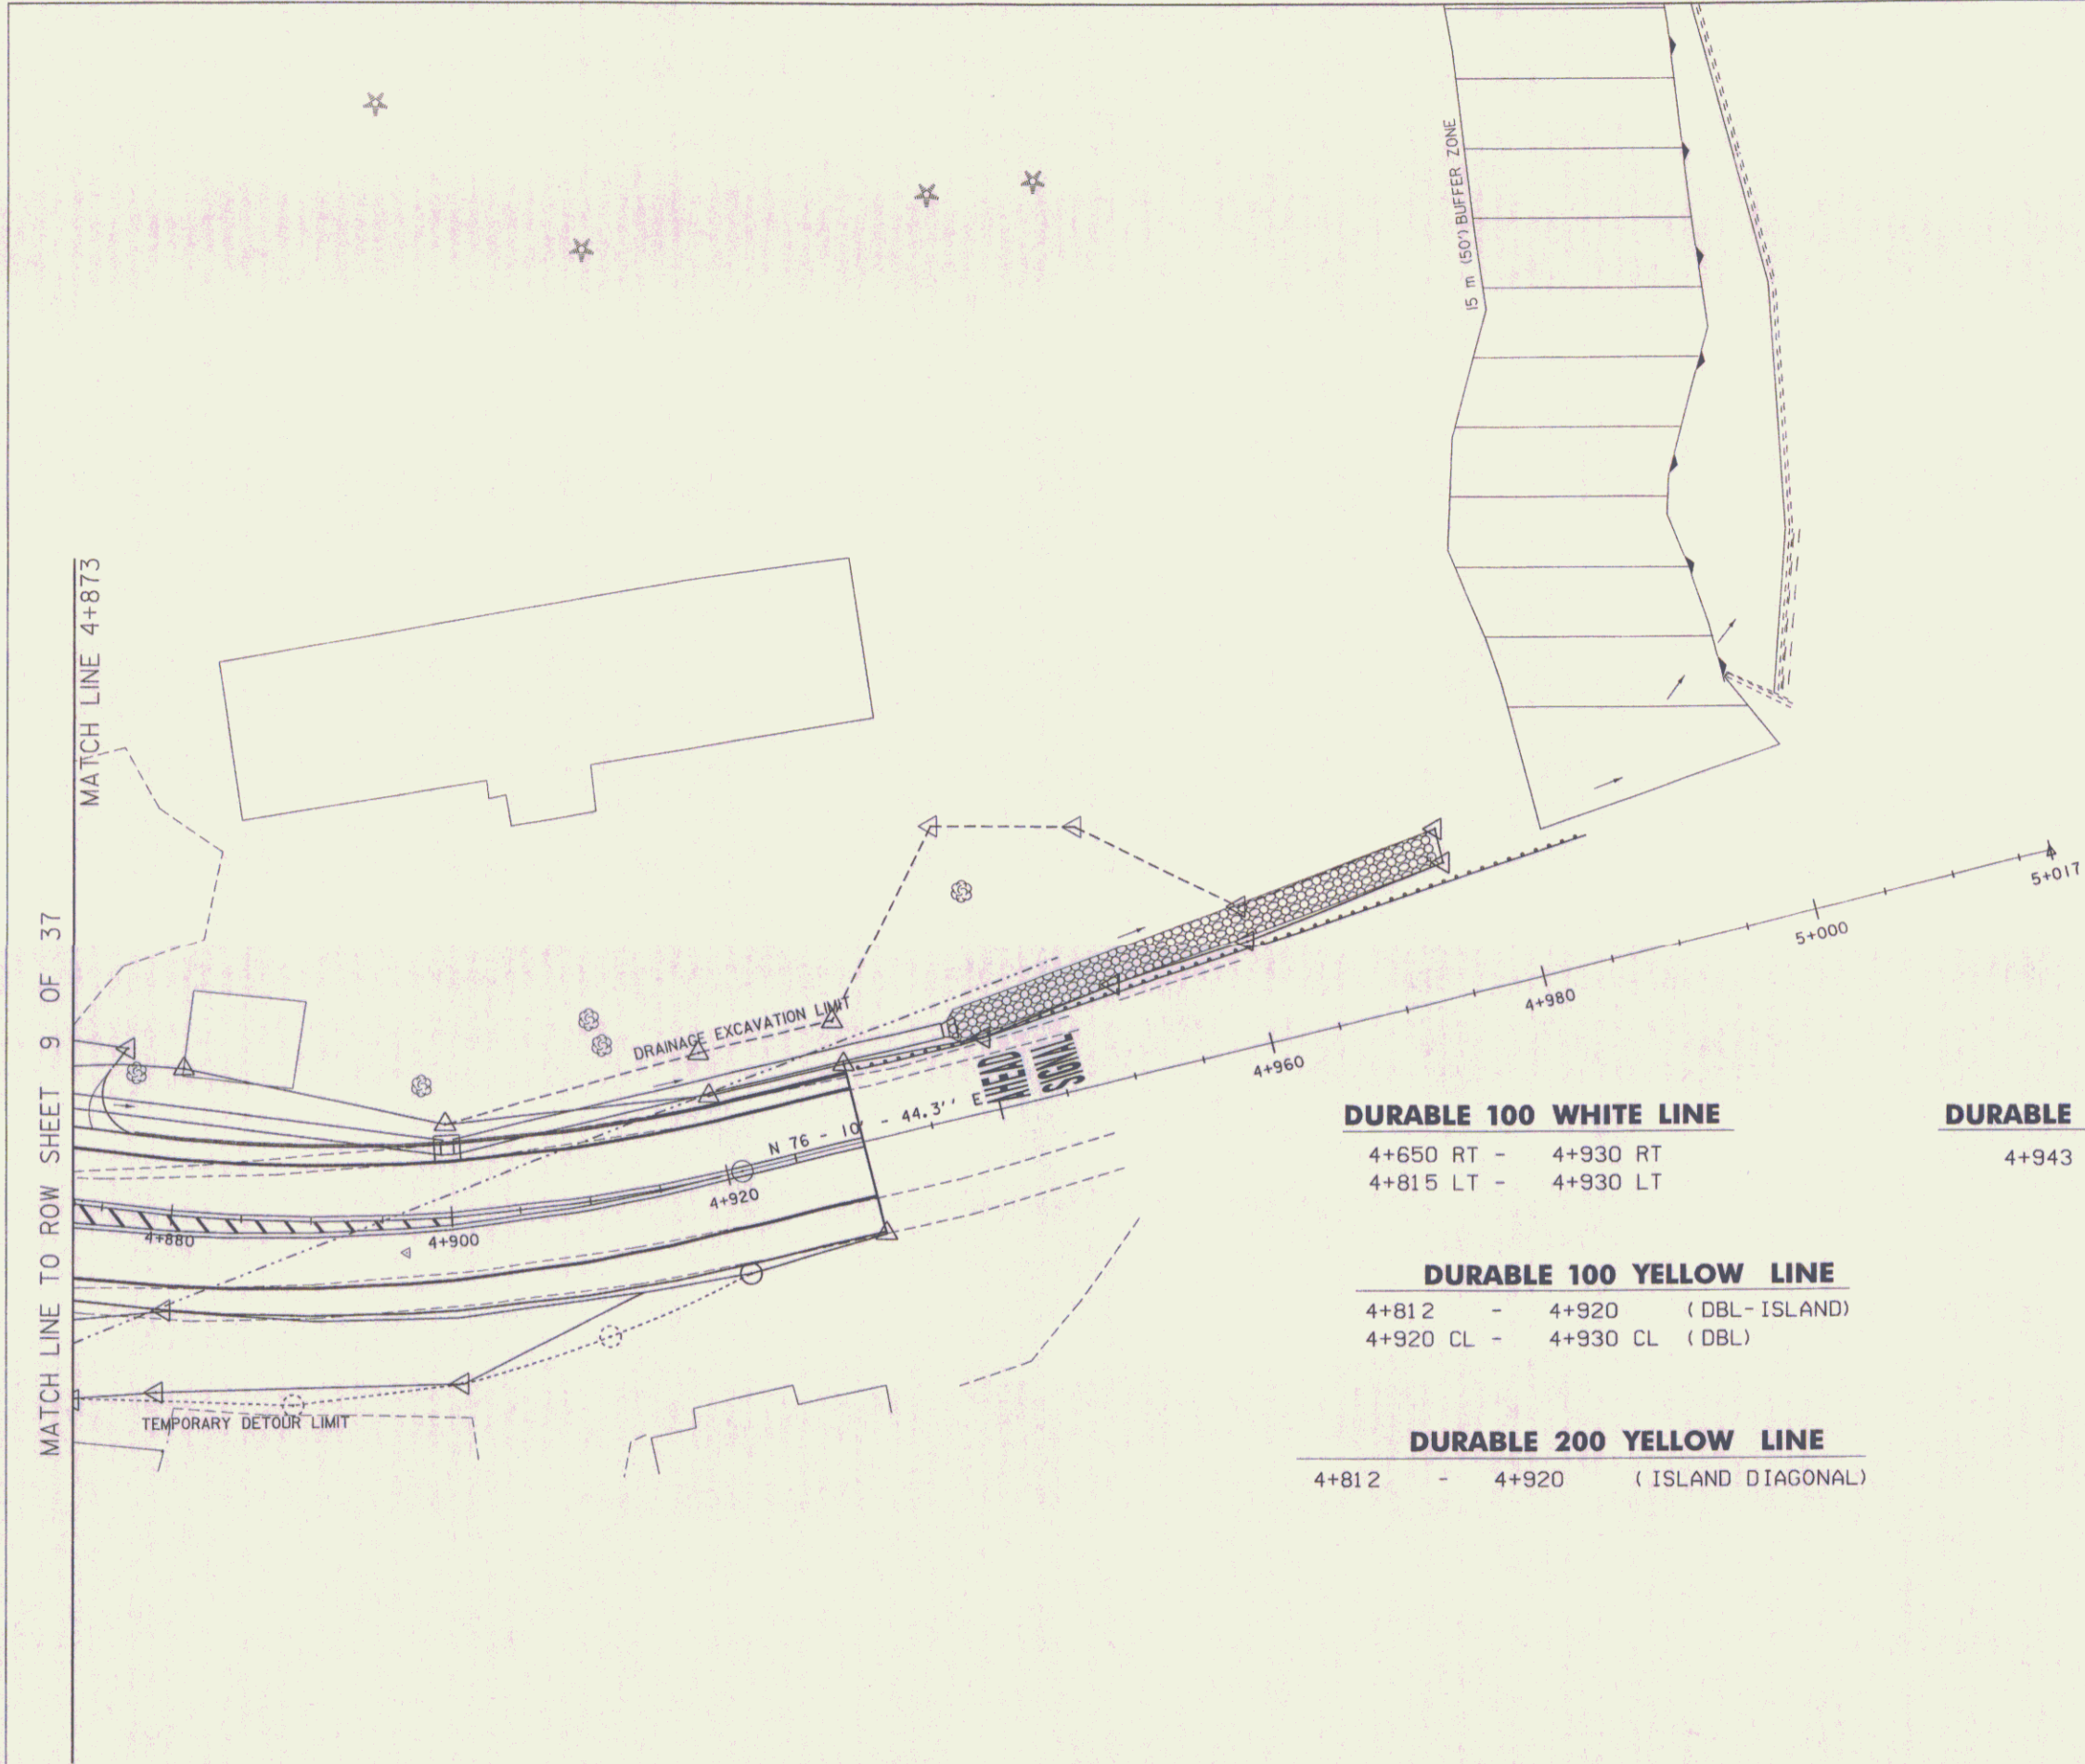 15 m (50') BUFFER ZONE
MATCH LINE 4+873
MATCH LINE TO ROW SHEET 9 OF 37
DRAINAGE EXCAVATION LIMIT
AHEAD
SIGNAL
N 76 - 10' - 44.3'' E
4+880
4+900
4+920
4+960
4+980
5+000
5+017
TEMPORARY DETOUR LIMIT
DURABLE 100 WHITE LINE
4+650 RT - 4+930 RT
4+815 LT - 4+930 LT
DURABLE
4+943
DURABLE 100 YELLOW LINE
4+812 - 4+920 (DBL-ISLAND)
4+920 CL - 4+930 CL (DBL)
DURABLE 200 YELLOW LINE
4+812 - 4+920 (ISLAND DIAGONAL)